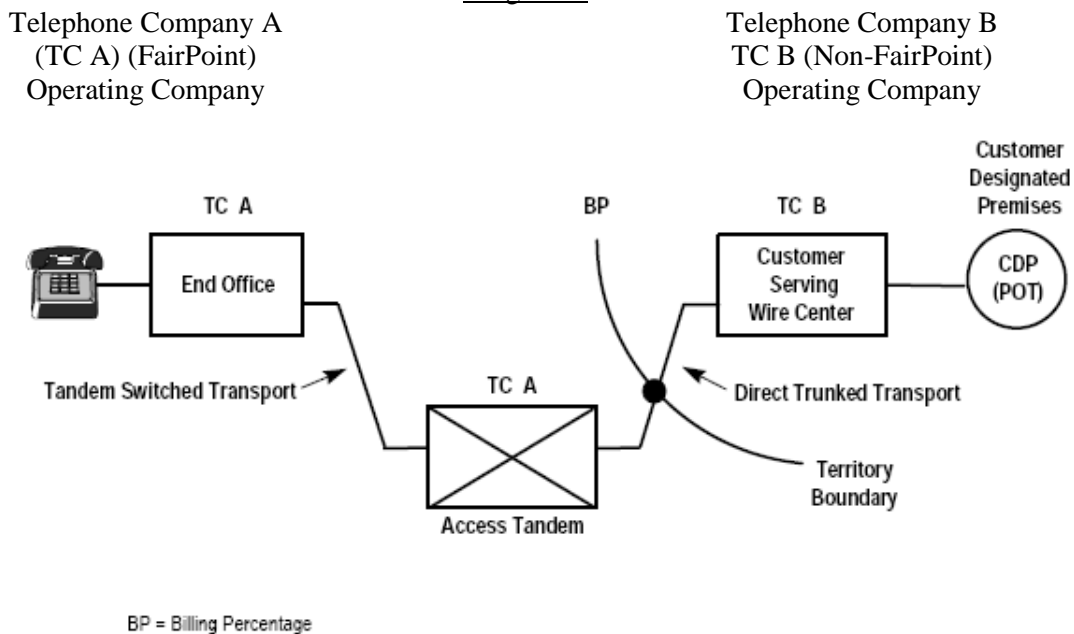 Telephone Company A
(TC A) (FairPoint)
Operating Company
Telephone Company B
TC B (Non-FairPoint)
Operating Company
TC A
End Office
Tandem Switched Transport
TC A
Access Tandem
BP
TC B
Customer
Serving
Wire Center
Customer
Designated
Premises
CDP
(POT)
Direct Trunked Transport
Territory
Boundary
BP = Billing Percentage